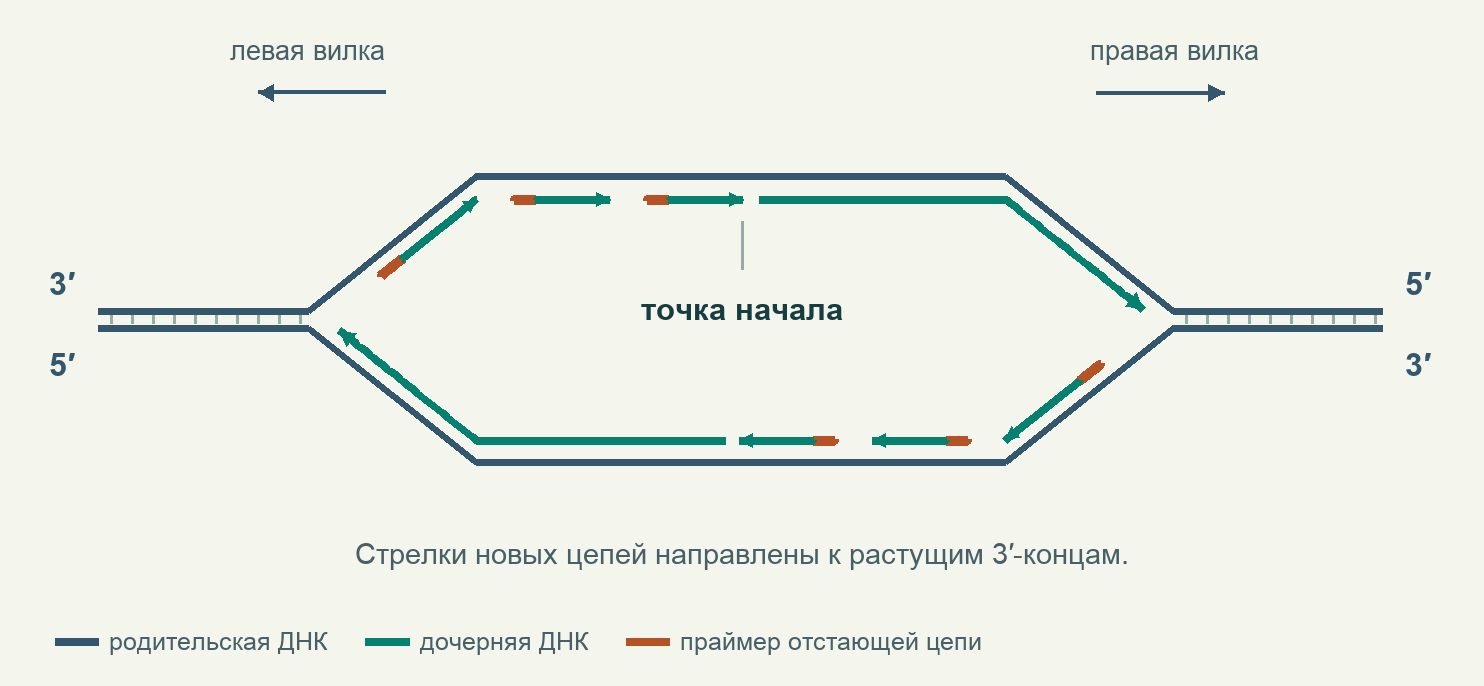 левая вилка
правая вилка
3′
5′
точка начала
5′
3′
Стрелки новых цепей направлены к растущим 3′-концам.
родительская ДНК
дочерняя ДНК
праймер отстающей цепи